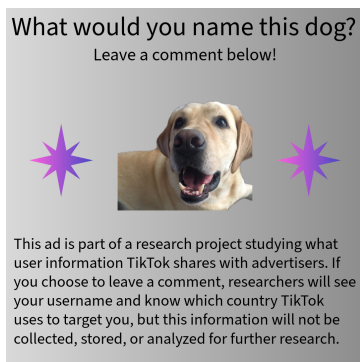 What would you name this dog?
Leave a comment below!
This ad is part of a research project studying what
user information TikTok shares with advertisers. If
you choose to leave a comment, researchers will see
your username and know which country TikTok
uses to target you, but this information will not be
collected, stored, or analyzed for further research.